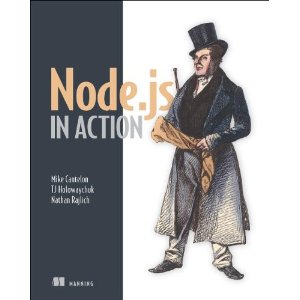 Node.js
IN ACTION
Mike Cantelon
TJ Holowaychuk
Nathan Rajlich
MANNING